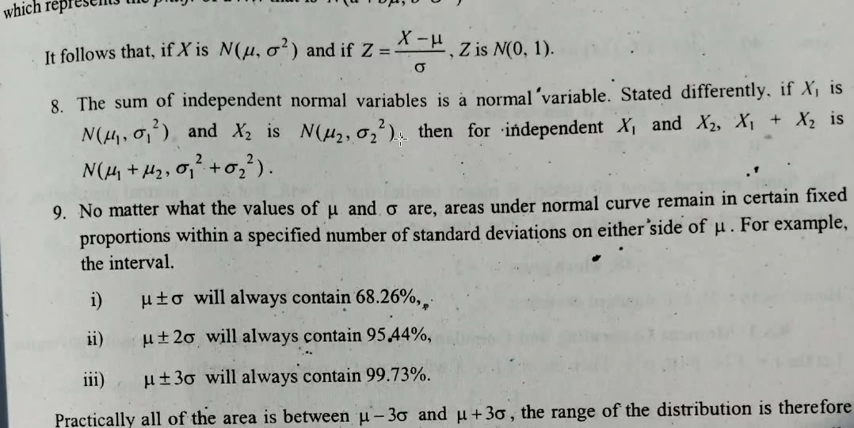 which represents the
It follows that, if X is N(μ, σ²) and if Z = (X − μ)/σ, Z is N(0, 1).
8. The sum of independent normal variables is a normal variable. Stated differently. if X₁ is
N(μ₁, σ₁²) and X₂ is N(μ₂, σ₂²), then for independent X₁ and X₂, X₁ + X₂ is
N(μ₁ + μ₂, σ₁² + σ₂²).
9. No matter what the values of μ and σ are, areas under normal curve remain in certain fixed
proportions within a specified number of standard deviations on either side of μ. For example,
the interval.
i) μ ± σ will always contain 68.26%,
ii) μ ± 2σ will always contain 95.44%,
iii) μ ± 3σ will always contain 99.73%.
Practically all of the area is between μ − 3σ and μ + 3σ, the range of the distribution is therefore